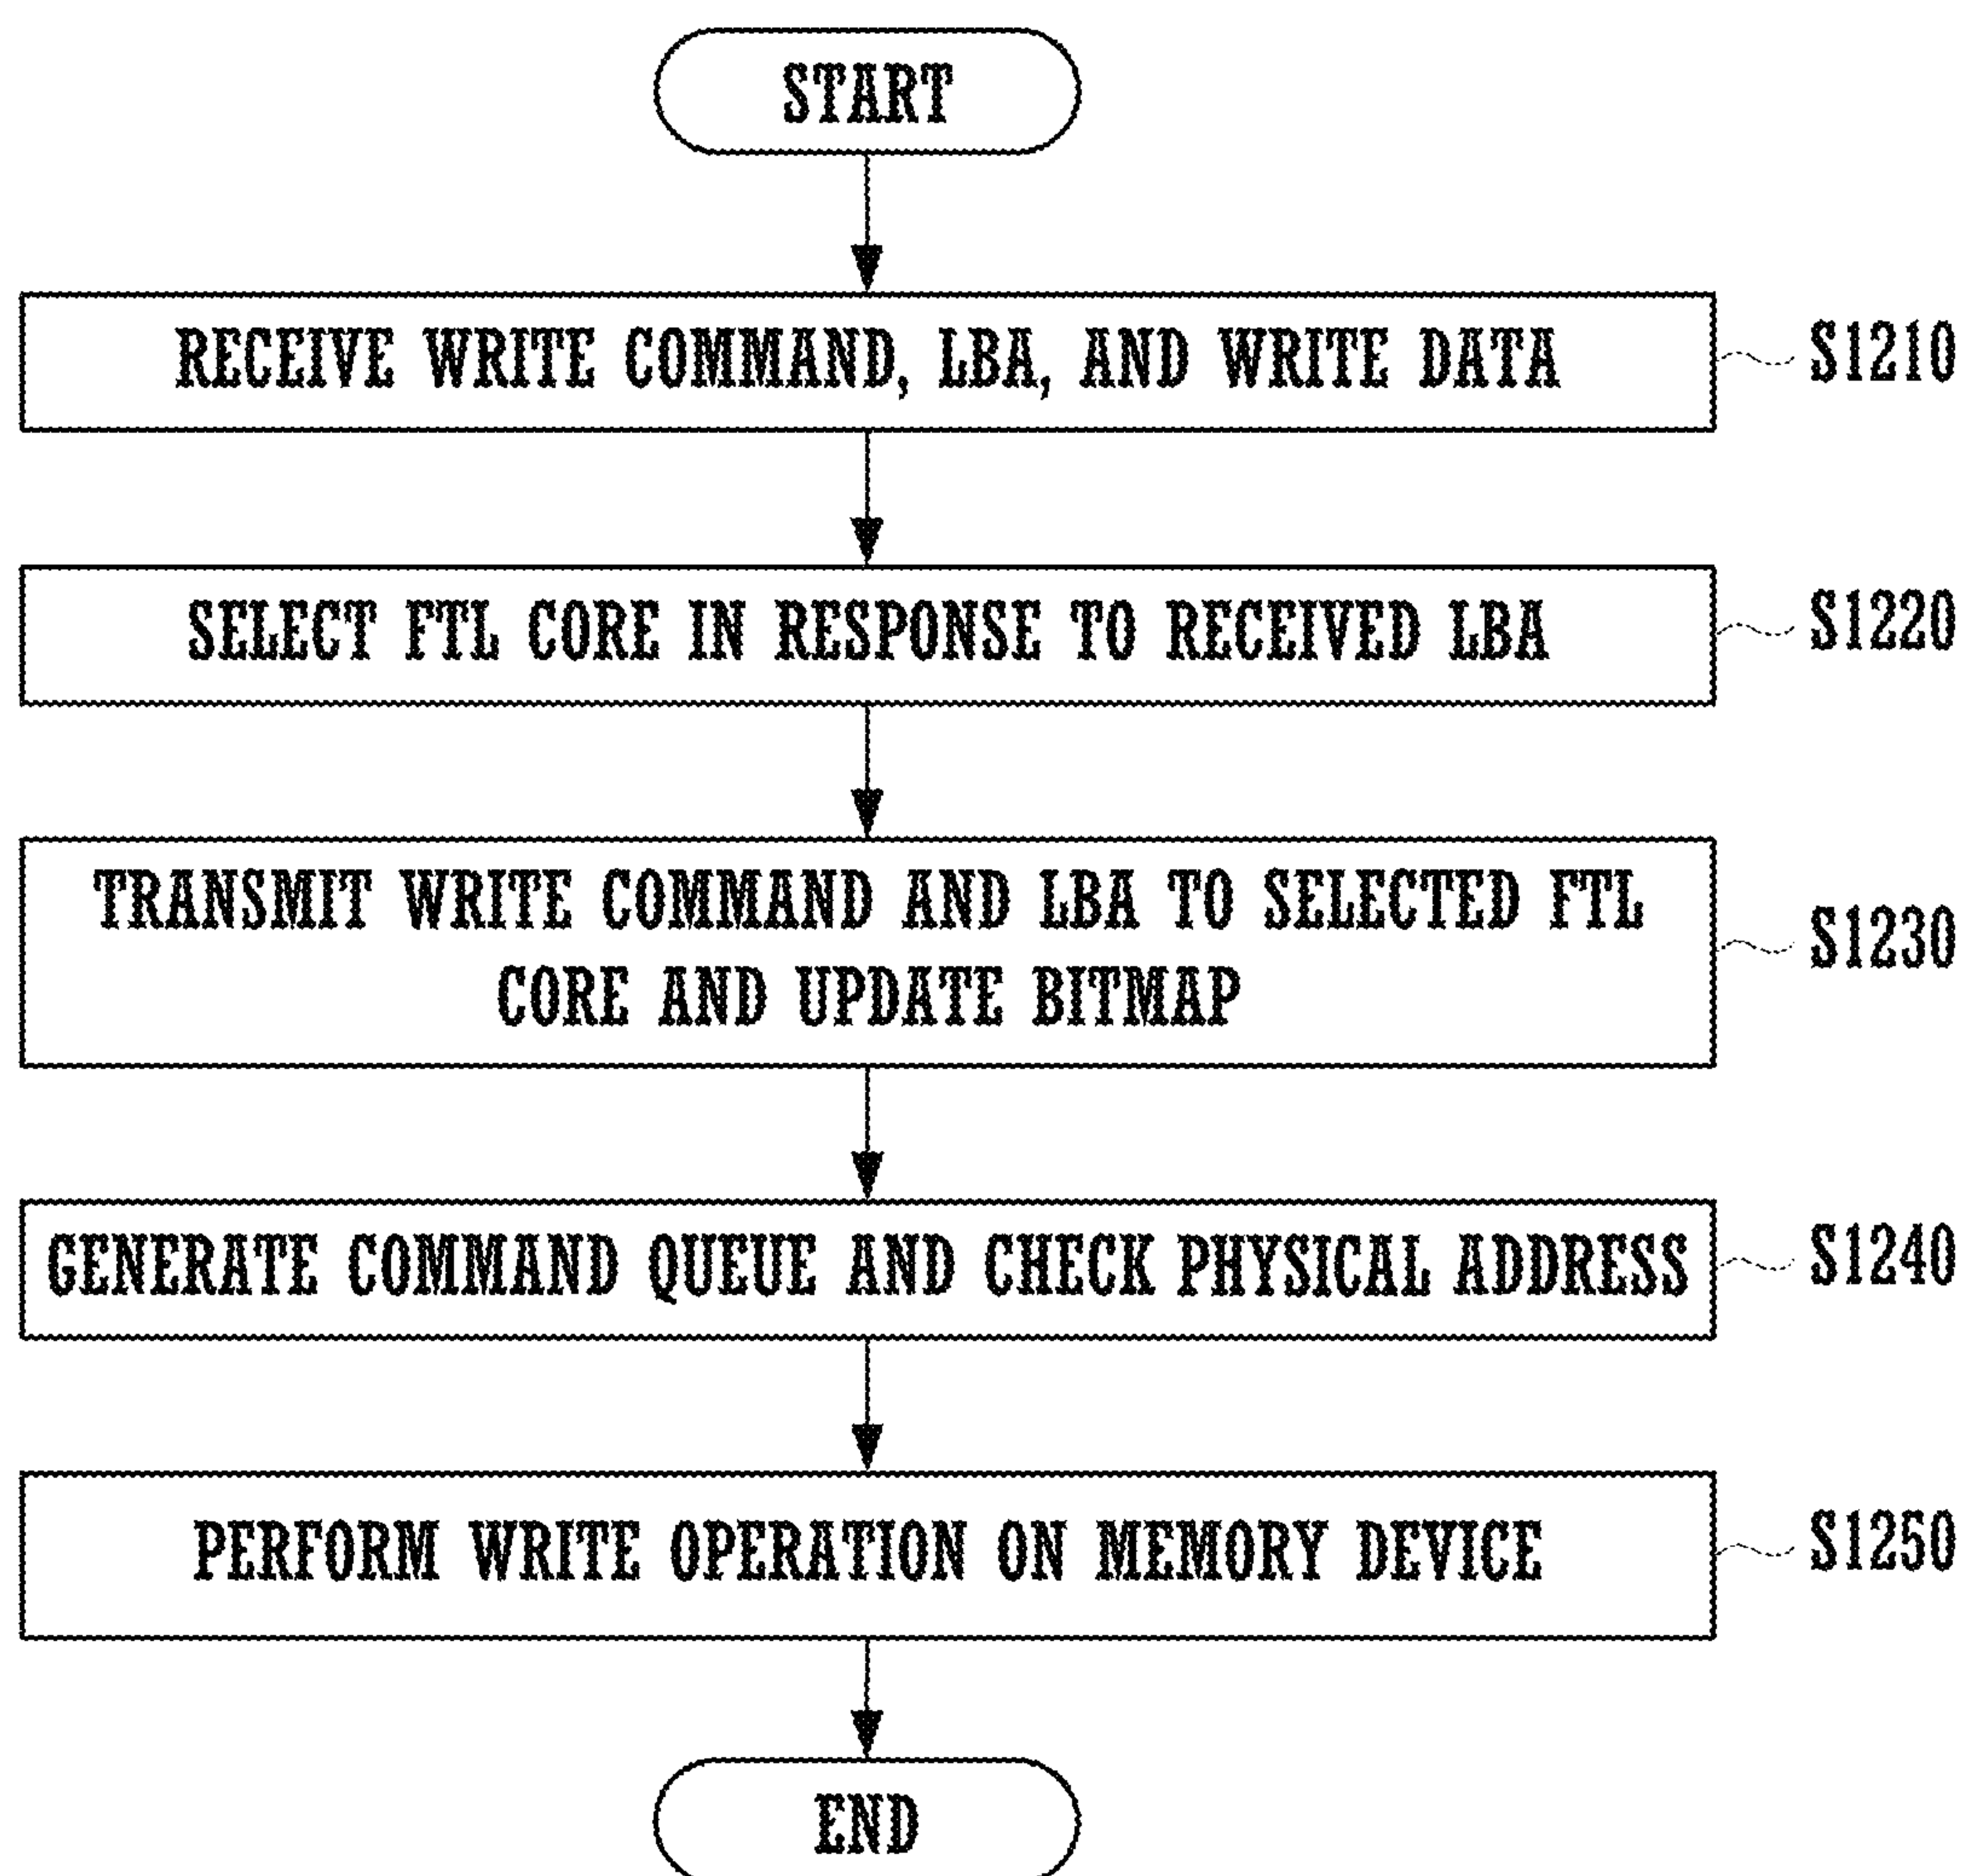 START
RECEIVE WRITE COMMAND, LBA, AND WRITE DATA
S1210
SELECT FTL CORE IN RESPONSE TO RECEIVED LBA
S1220
TRANSMIT WRITE COMMAND AND LBA TO SELECTED FTL
CORE AND UPDATE BITMAP
S1230
GENERATE COMMAND QUEUE AND CHECK PHYSICAL ADDRESS
S1240
PERFORM WRITE OPERATION ON MEMORY DEVICE
S1250
END